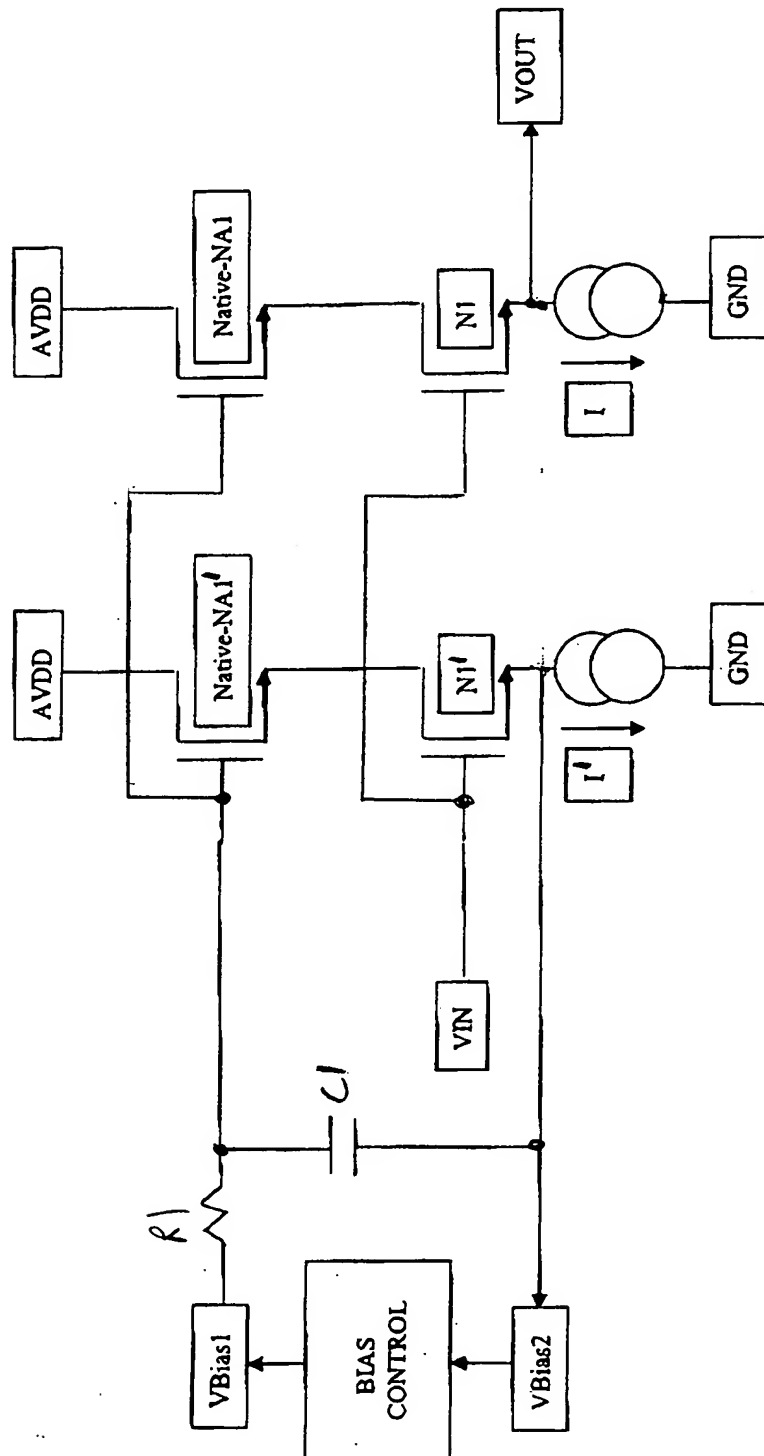 AVDD
AVDD
Native-NA1'
Native-NA1
R1
VBias1
C1
BIAS
CONTROL
VIN
N1'
N1
VOUT
VBias2
I'
I
GND
GND